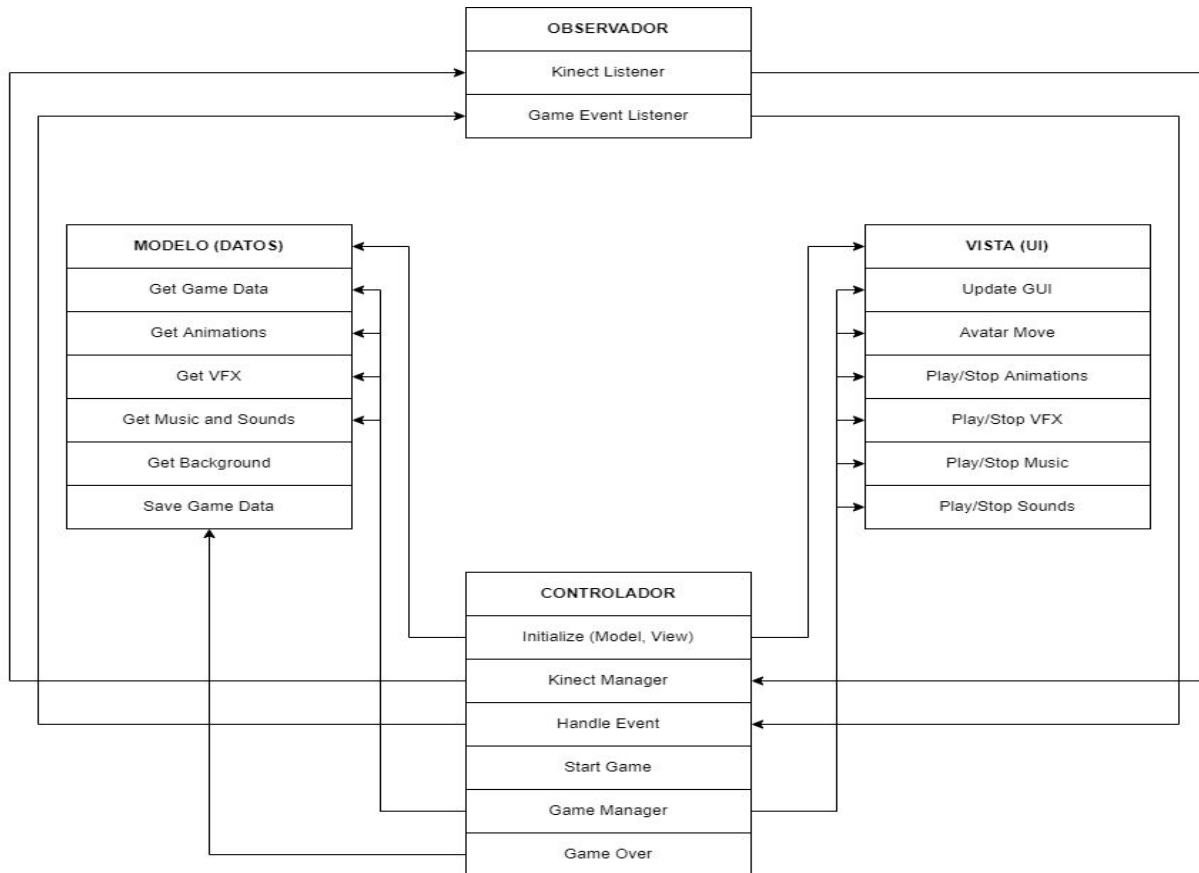 OBSERVADOR
Kinect Listener
Game Event Listener
MODELO (DATOS)
Get Game Data
Get Animations
Get VFX
Get Music and Sounds
Get Background
Save Game Data
VISTA (UI)
Update GUI
Avatar Move
Play/Stop Animations
Play/Stop VFX
Play/Stop Music
Play/Stop Sounds
CONTROLADOR
Initialize (Model, View)
Kinect Manager
Handle Event
Start Game
Game Manager
Game Over